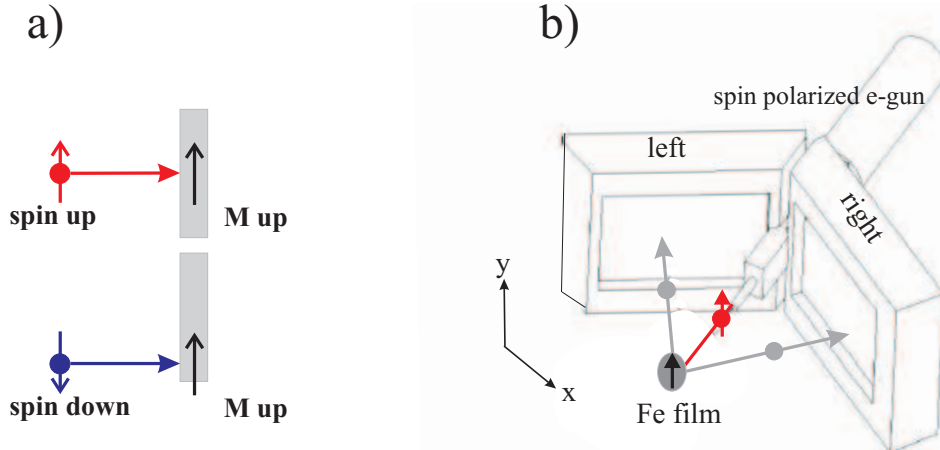 a)
spin up
M up
spin down
M up
b)
spin polarized e-gun
left
right
y
x
Fe film